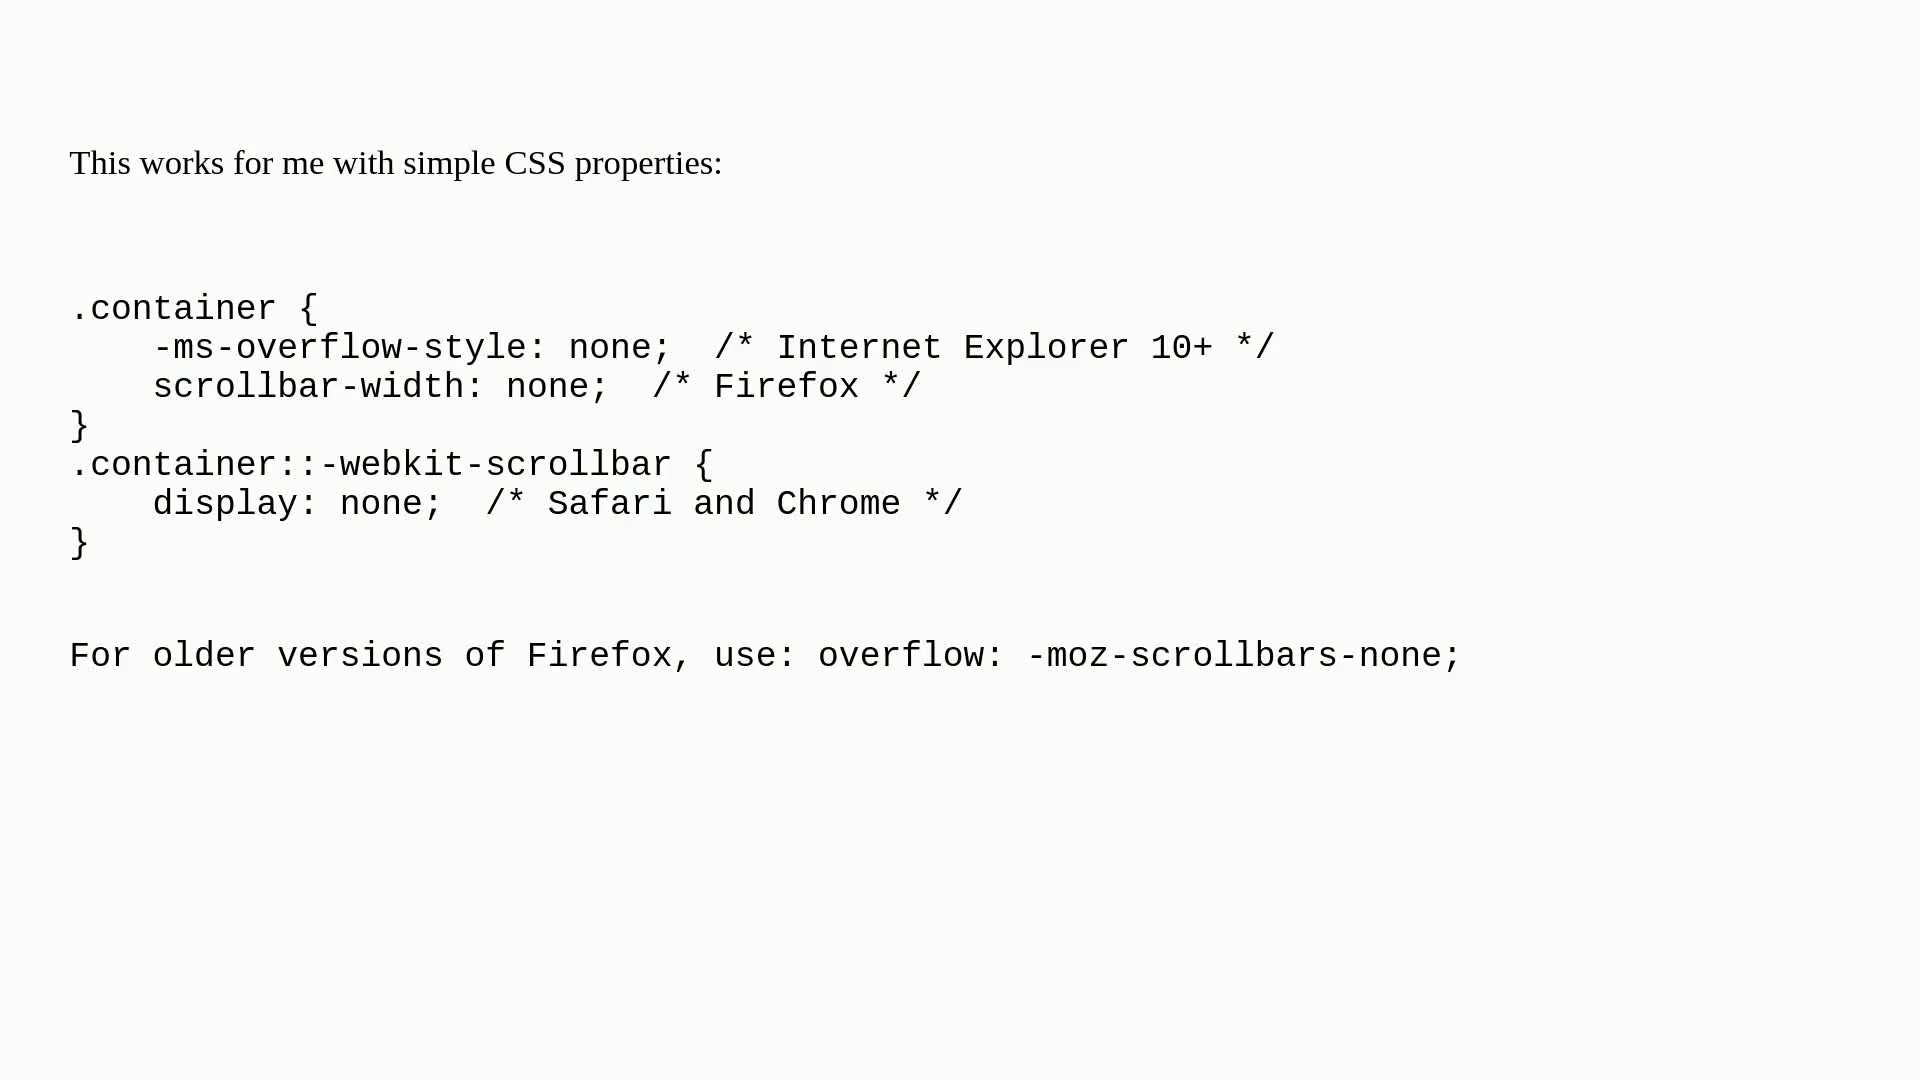 This works for me with simple CSS properties:
.container {
    -ms-overflow-style: none;  /* Internet Explorer 10+ */
    scrollbar-width: none;  /* Firefox */
}
.container::-webkit-scrollbar {
    display: none;  /* Safari and Chrome */
}
For older versions of Firefox, use: overflow: -moz-scrollbars-none;